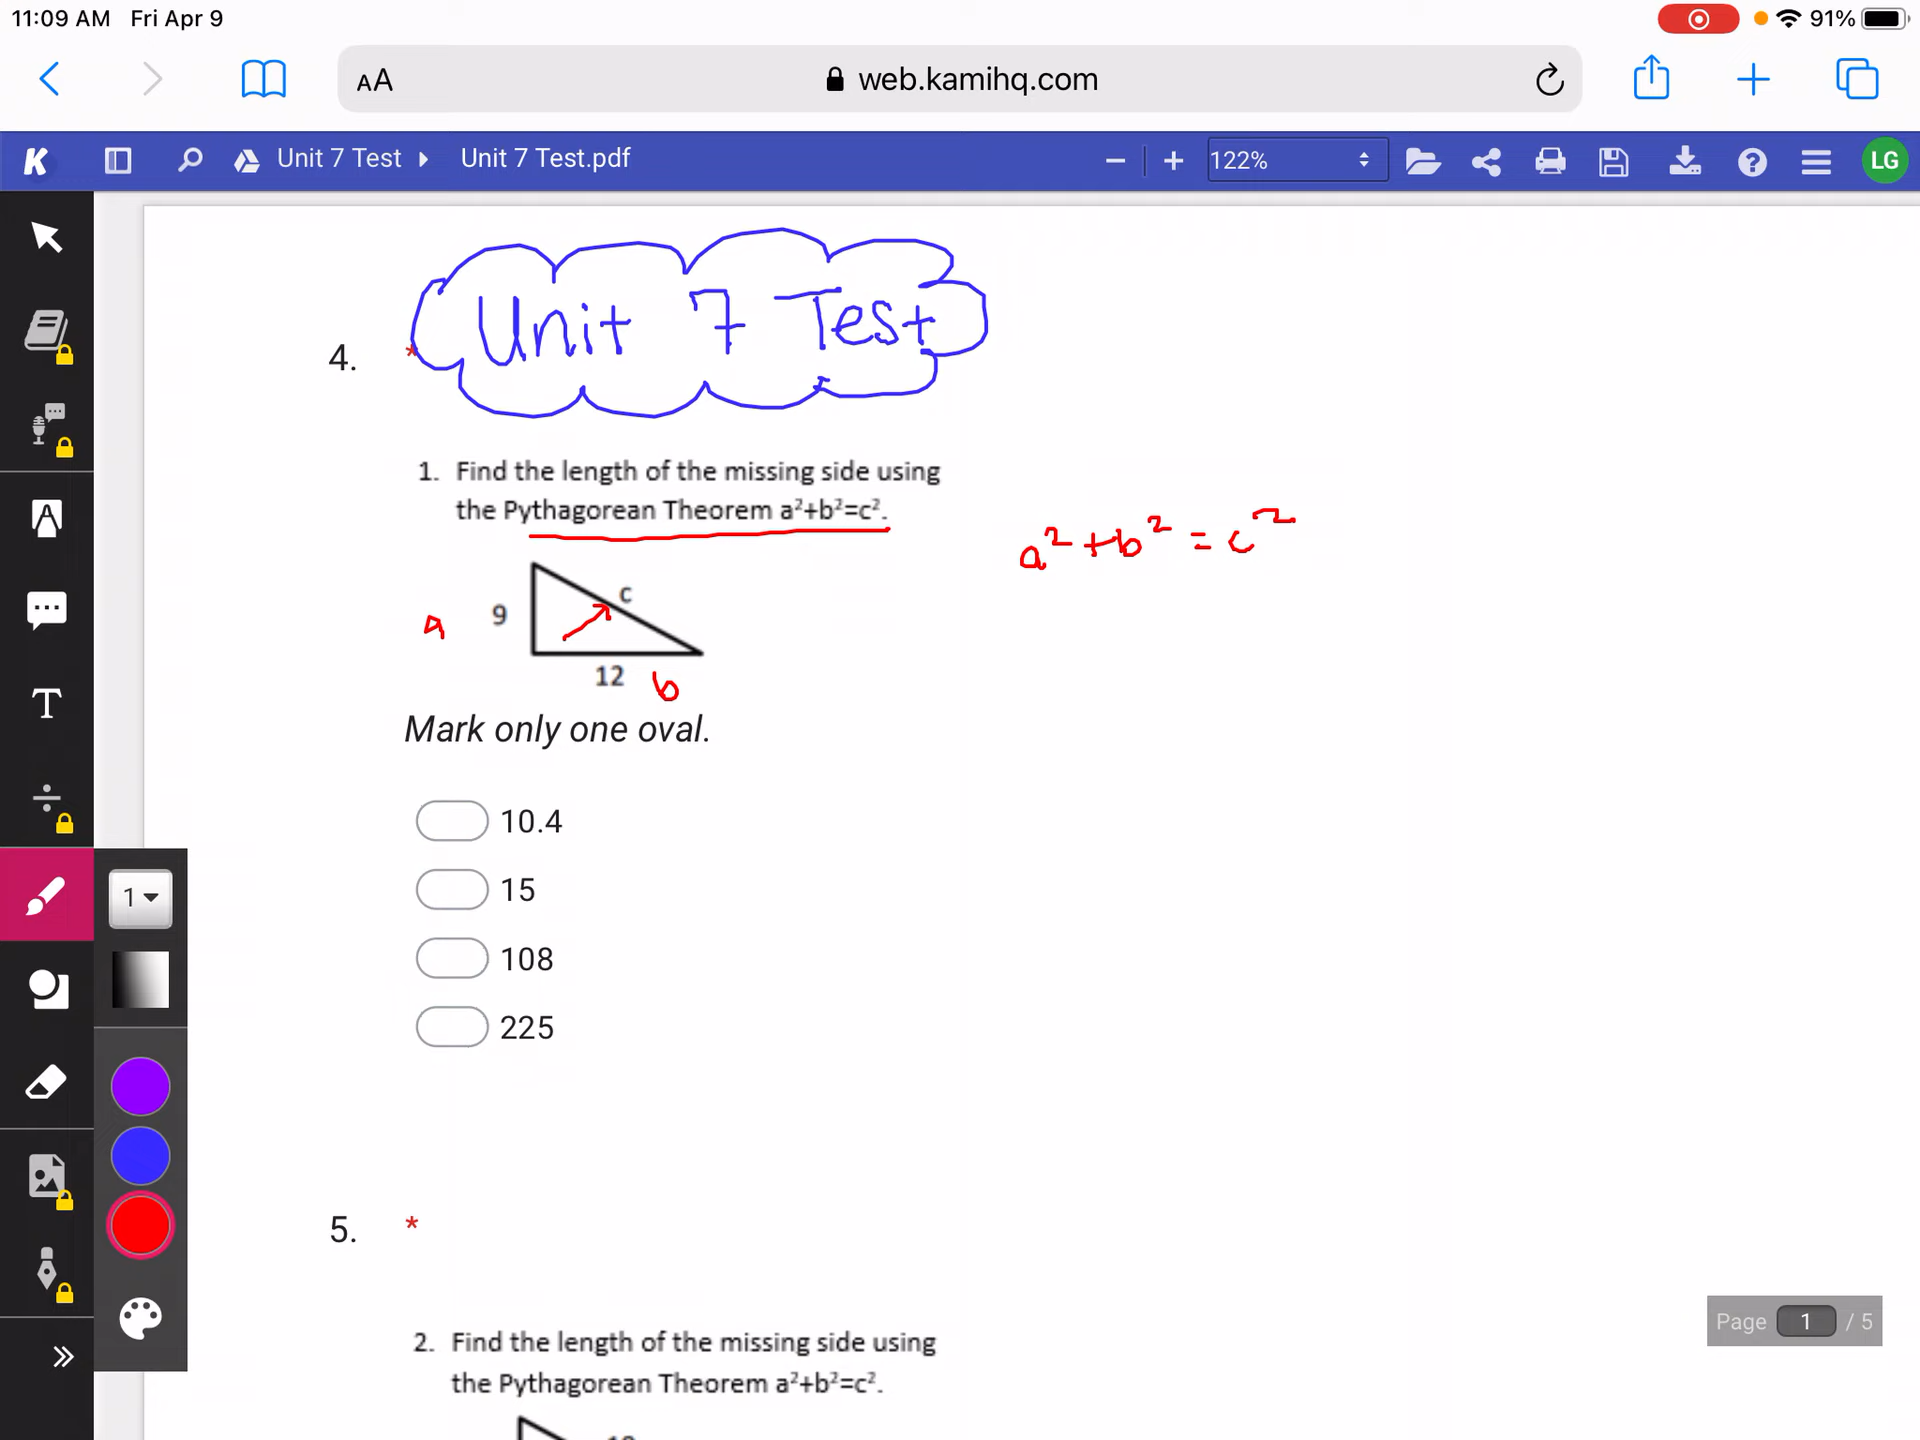 11:09 AM Fri Apr 9
91%
AA
web.kamihq.com
K
Unit 7 Test
Unit 7 Test.pdf
122%
LG
Unit 7 Test
4. *
1. Find the length of the missing side using
the Pythagorean Theorem a²+b²=c².
a² + b² = c²
c
a 9
12 b
Mark only one oval.
10.4
15
108
225
5. *
2. Find the length of the missing side using
the Pythagorean Theorem a²+b²=c².
A
T
1
Page 1 / 5